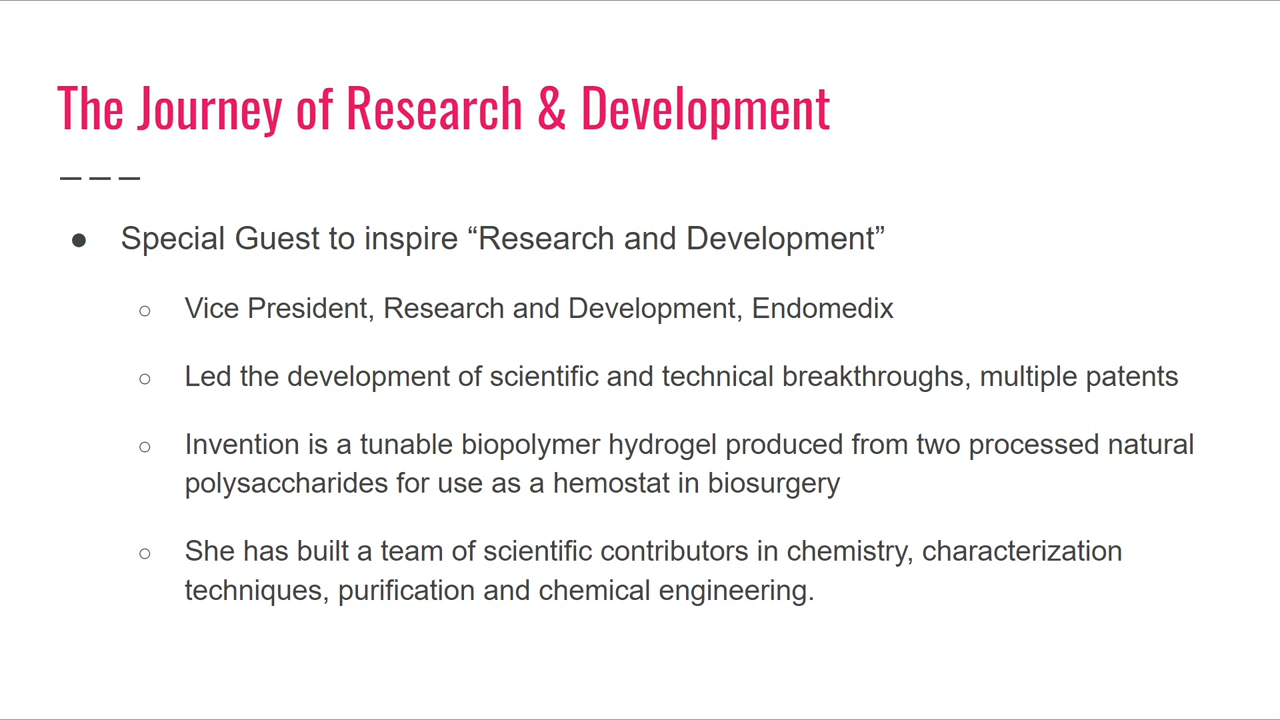 The Journey of Research & Development
● Special Guest to inspire “Research and Development”
○ Vice President, Research and Development, Endomedix
○ Led the development of scientific and technical breakthroughs, multiple patents
○ Invention is a tunable biopolymer hydrogel produced from two processed natural
polysaccharides for use as a hemostat in biosurgery
○ She has built a team of scientific contributors in chemistry, characterization
techniques, purification and chemical engineering.